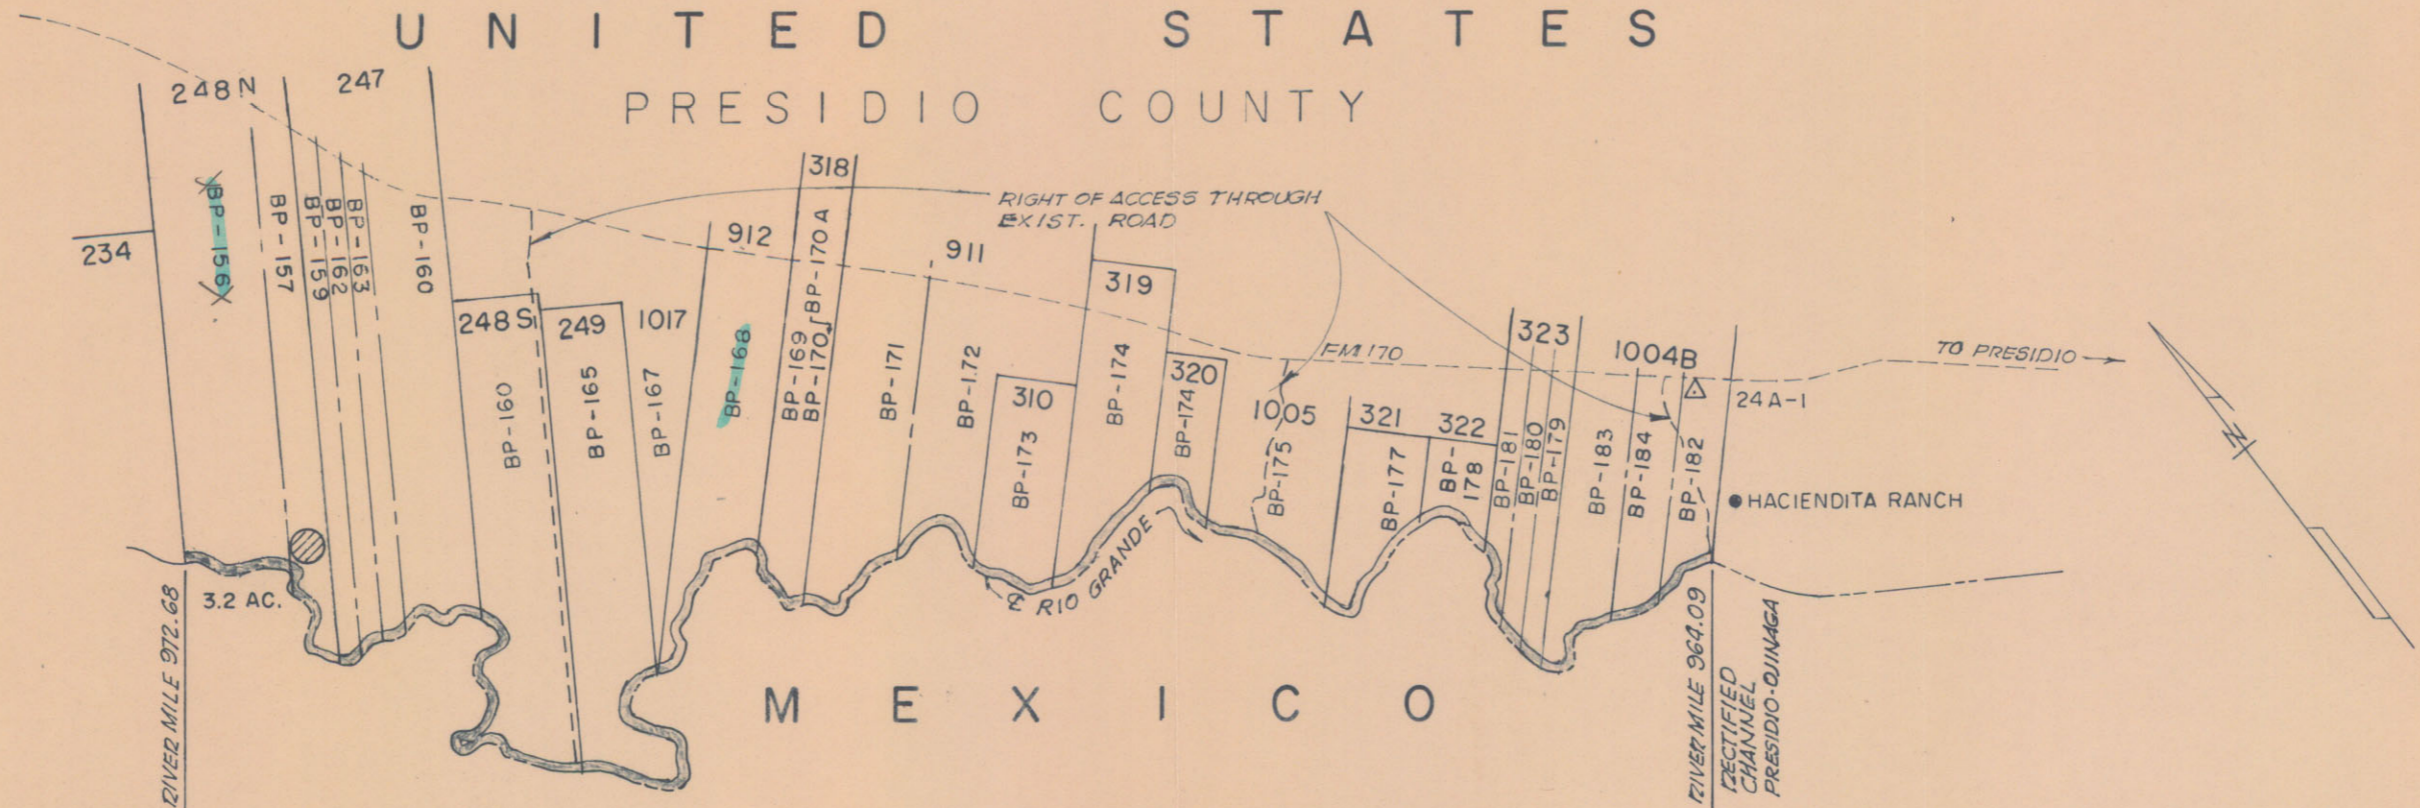 UNITED STATES
PRESIDIO COUNTY
248N
247
318
234
BP-156
BP-157
BP-159
BP-162
BP-163
BP-160
RIGHT OF ACCESS THROUGH
EXIST. ROAD
912
911
BP-170A
319
248S
249
1017
BP-160
BP-165
BP-167
BP-168
BP-169
BP-170
BP-171
BP-172
310
BP-173
BP-174
320
BP-174
1005
BP-175
FM 170
321
322
BP-177
BP-
178
323
BP-181
BP-180
BP-179
1004B
BP-183
BP-184
BP-182
24A-1
TO PRESIDIO
HACIENDITA RANCH
N
3.2 AC.
℄ RIO GRANDE
MEXICO
RIVER MILE 972.68
RIVER MILE 964.09
RECTIFIED
CHANNEL
PRESIDIO-OJINAGA